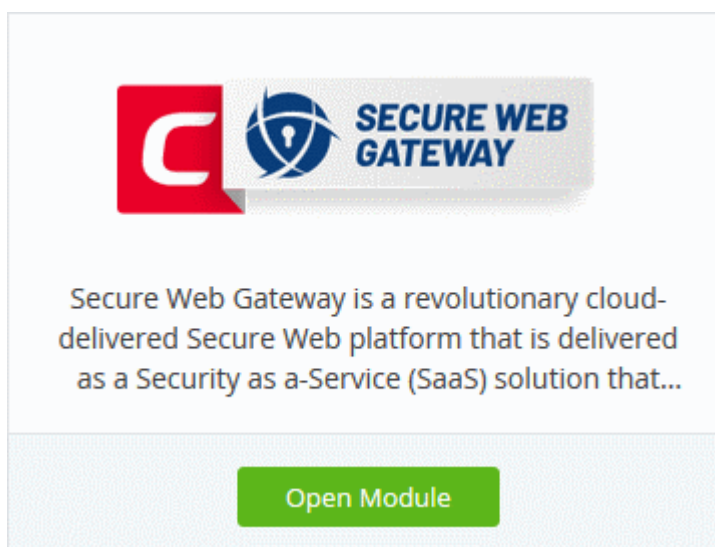 C SECURE WEB
GATEWAY
Secure Web Gateway is a revolutionary cloud-
delivered Secure Web platform that is delivered
as a Security as a-Service (SaaS) solution that...
Open Module